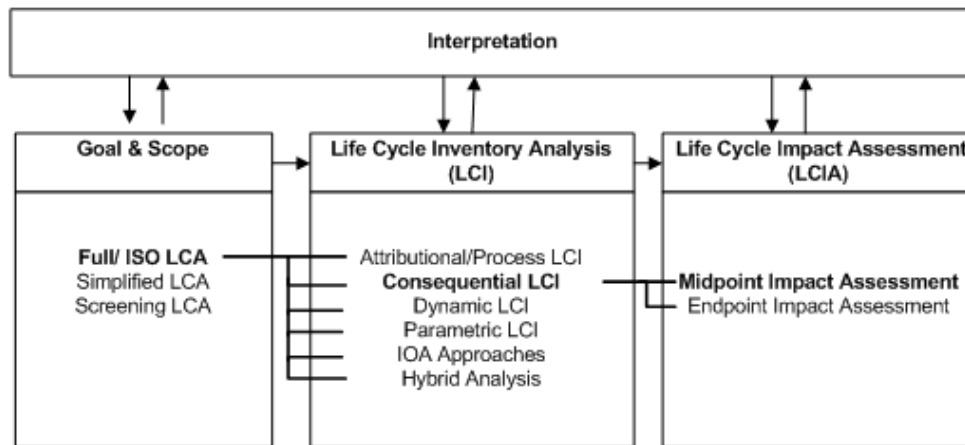 Interpretation
Goal & Scope
Life Cycle Inventory Analysis
(LCI)
Life Cycle Impact Assessment
(LCIA)
Full/ ISO LCA
Simplified LCA
Screening LCA
Attributional/Process LCI
Consequential LCI
Dynamic LCI
Parametric LCI
IOA Approaches
Hybrid Analysis
Midpoint Impact Assessment
Endpoint Impact Assessment